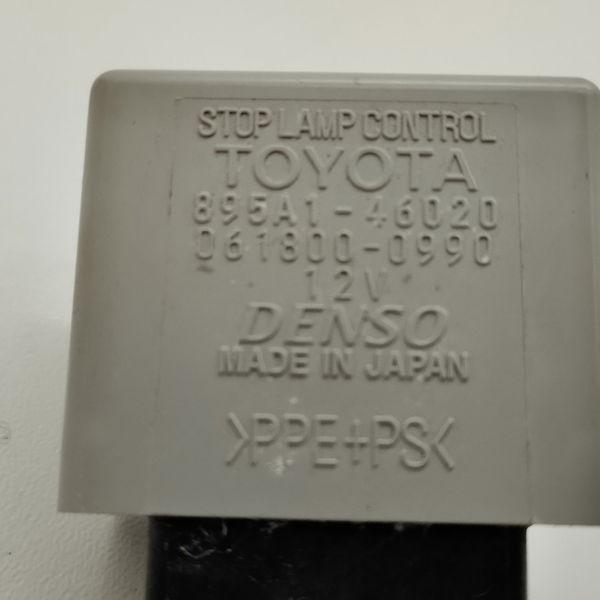 STOP LAMP CONTROL
TOYOTA
895A1-46020
061800-0990
12V
DENSO
MADE IN JAPAN
>PPE+PS<